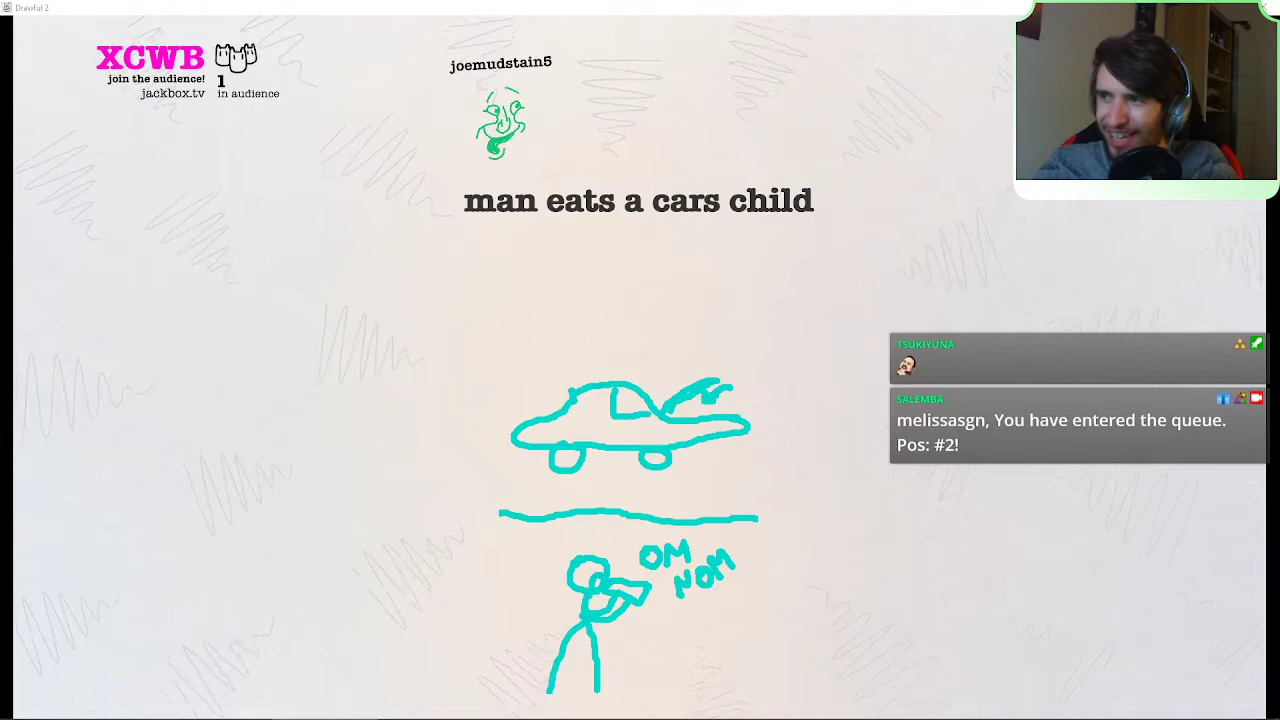 Drawful 2
XCWB
join the audience!
jackbox.tv
1
in audience
joemudstain5
man eats a cars child
OM
NOM
TSUKIYUNA
SALEMBA_
melissasgn, You have entered the queue.
Pos: #2!